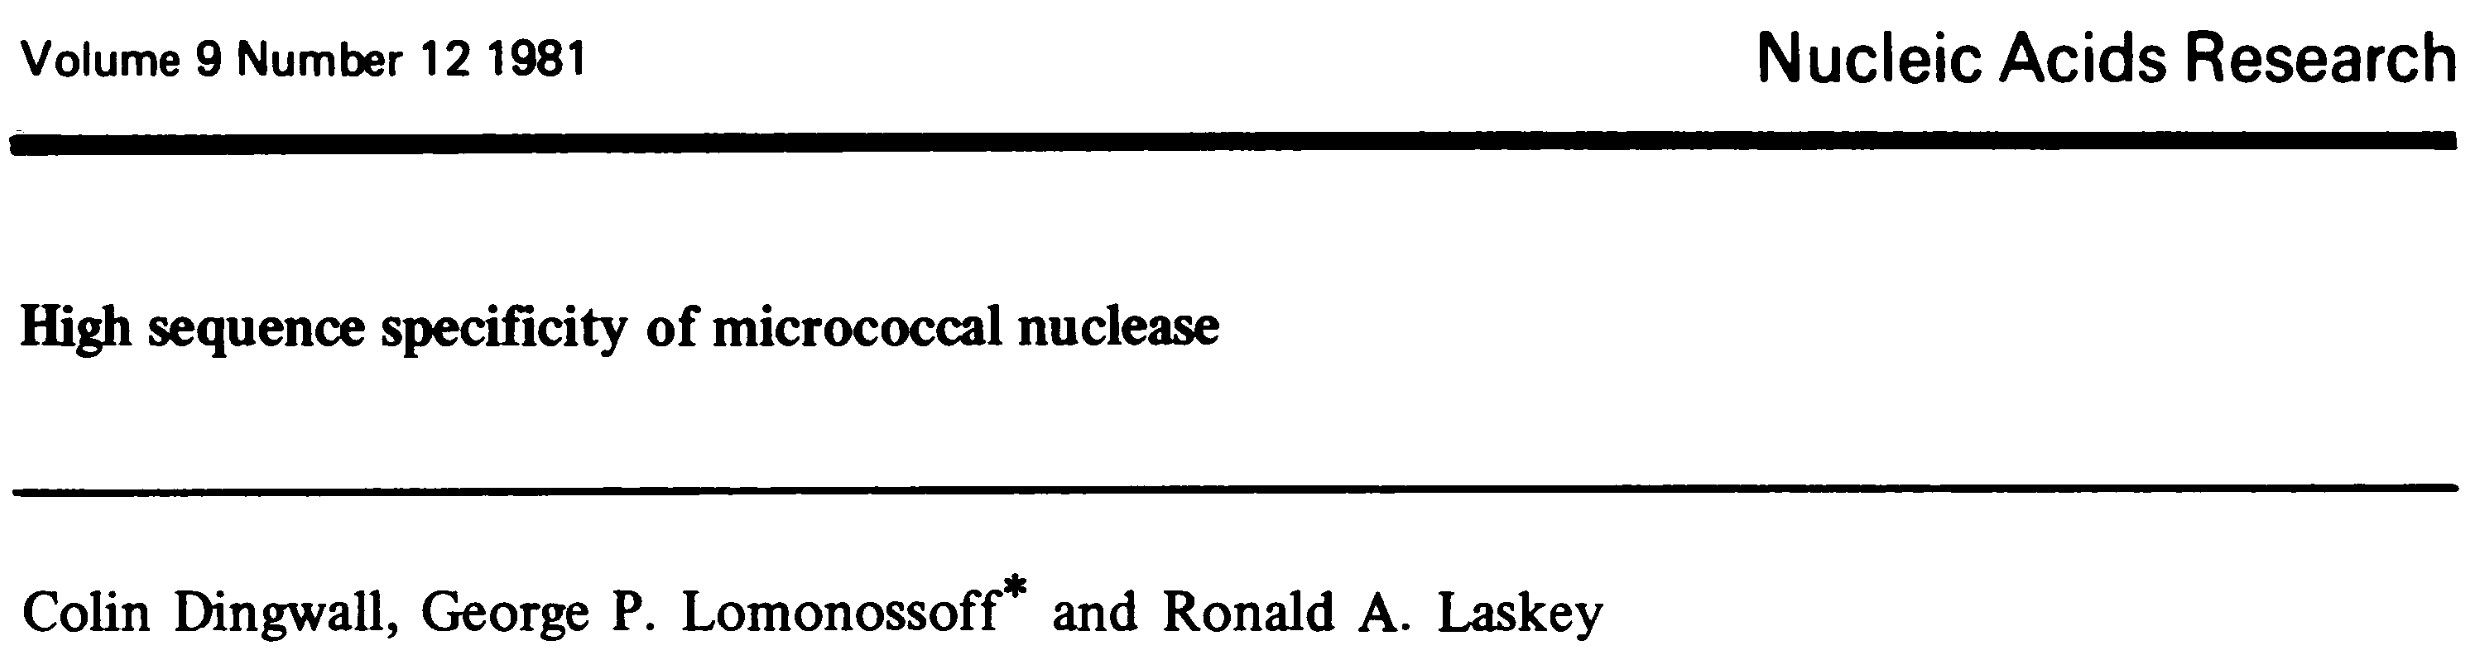 Volume 9 Number 12 1981 Nucleic Acids Research
High sequence specificity of micrococcal nuclease
Colin Dingwall, George P. Lomonossoff* and Ronald A. Laskey